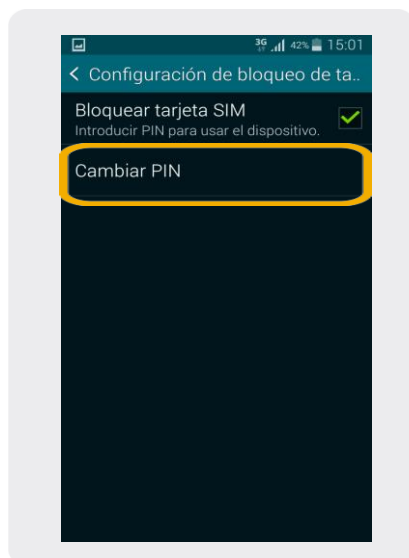 3G 42% 15:01
< Configuración de bloqueo de ta..
Bloquear tarjeta SIM
Introducir PIN para usar el dispositivo.
Cambiar PIN